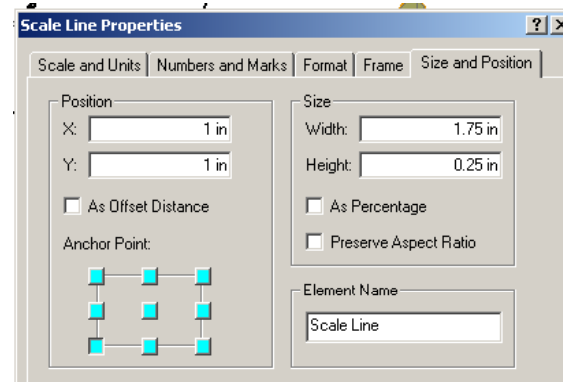 Scale Line Properties
Scale and Units Numbers and Marks Format Frame Size and Position
Position
X: 1 in
Y: 1 in
As Offset Distance
Anchor Point:
Size
Width: 1.75 in
Height: 0.25 in
As Percentage
Preserve Aspect Ratio
Element Name
Scale Line